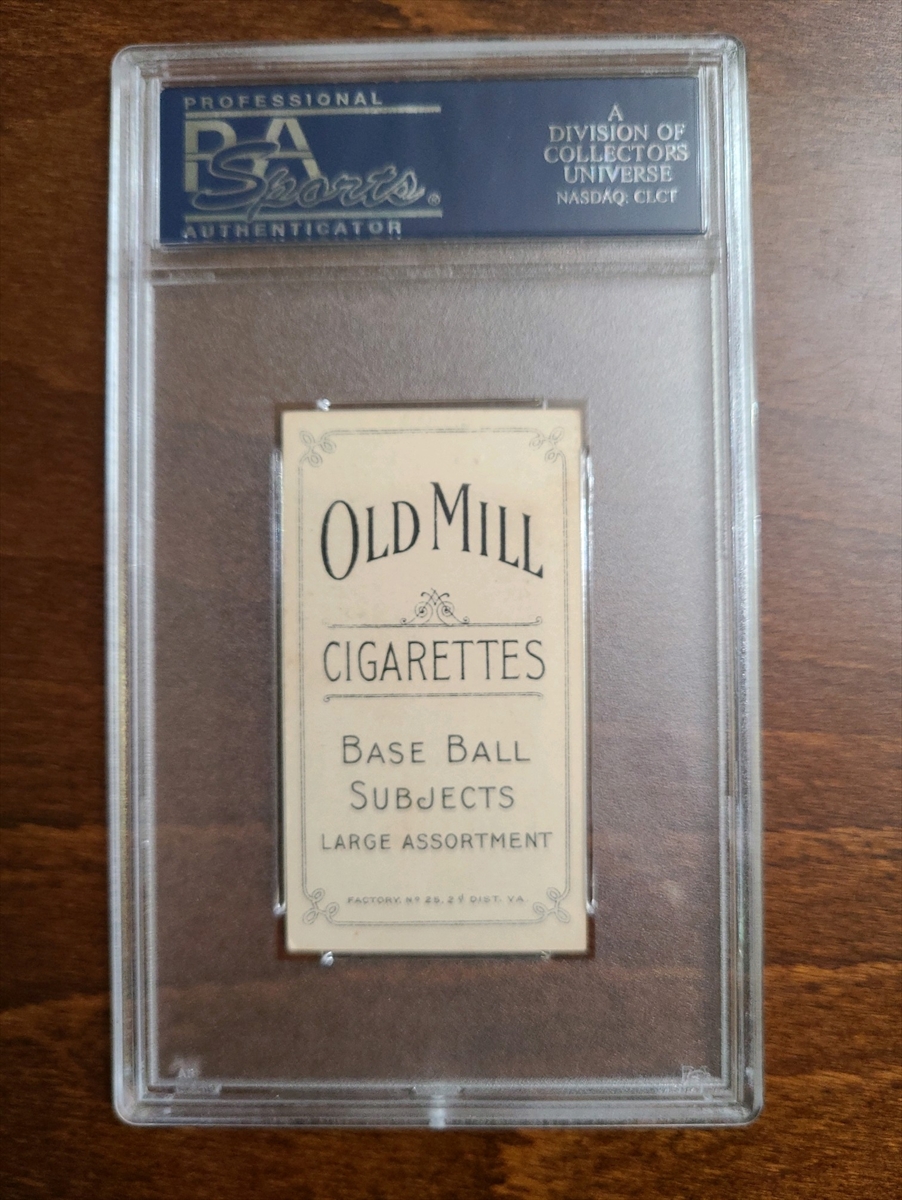 PROFESSIONAL
PSA
Sports®
AUTHENTICATOR
A
DIVISION OF
COLLECTORS
UNIVERSE
NASDAQ: CLCT
OLD MILL
CIGARETTES
BASE BALL
SUBJECTS
LARGE ASSORTMENT
FACTORY. Nº 25. 2d DIST. VA.